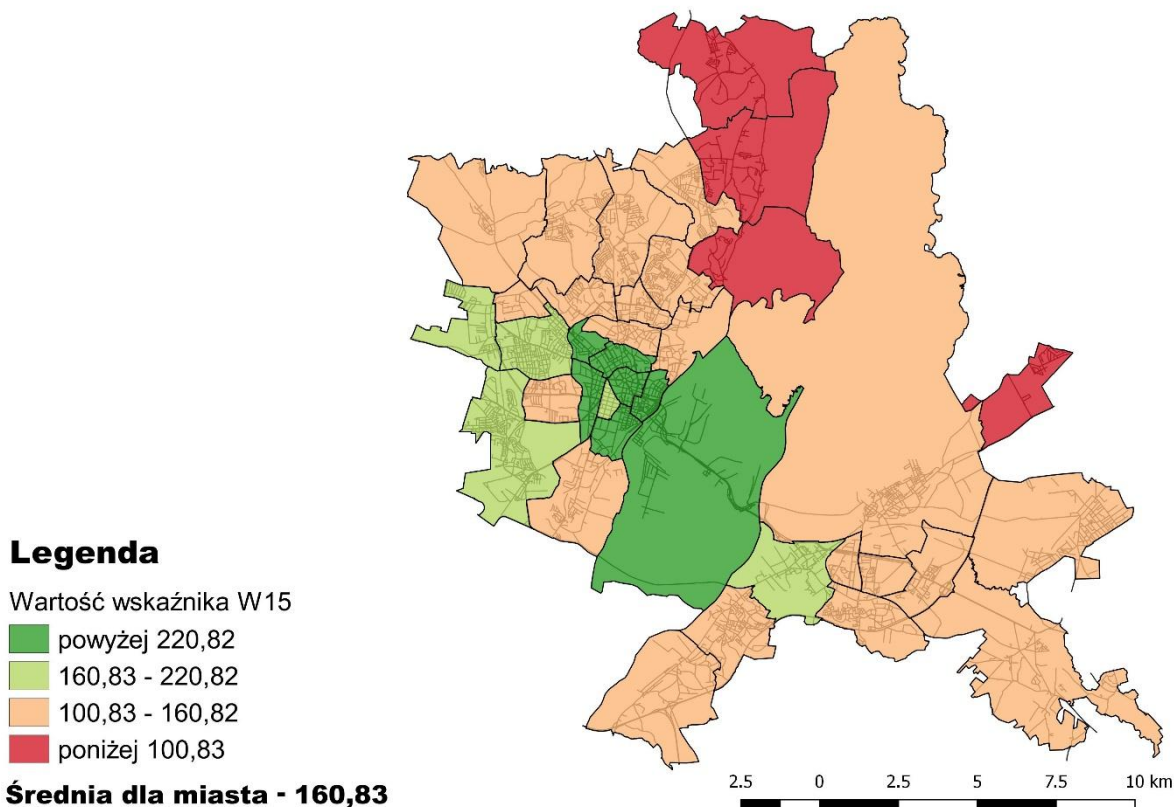 Legenda
Wartość wskaźnika W15
powyżej 220,82
160,83 - 220,82
100,83 - 160,82
poniżej 100,83
Średnia dla miasta - 160,83
2.5 0 2.5 5 7.5 10 km